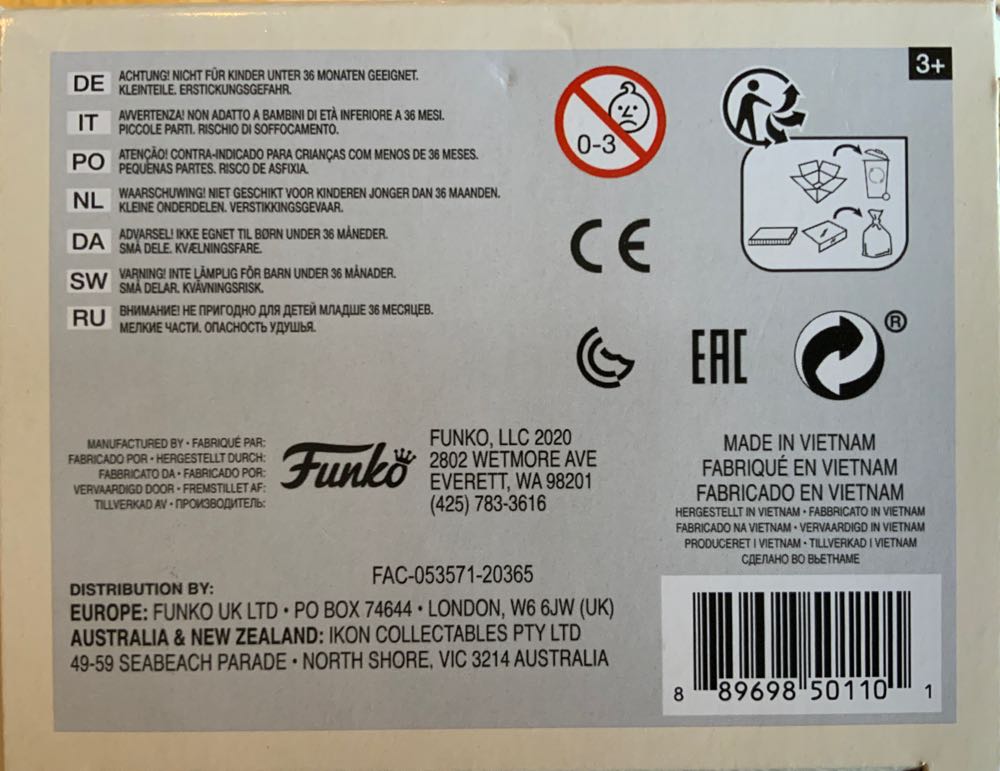 3+
DE
ACHTUNG! NICHT FÜR KINDER UNTER 36 MONATEN GEEIGNET.
KLEINTEILE. ERSTICKUNGSGEFAHR.
IT
AVVERTENZA! NON ADATTO A BAMBINI DI ETÀ INFERIORE A 36 MESI.
PICCOLE PARTI. RISCHIO DI SOFFOCAMENTO.
PO
ATENÇÃO! CONTRA-INDICADO PARA CRIANÇAS COM MENOS DE 36 MESES.
PEQUENAS PARTES. RISCO DE ASFIXIA.
NL
WAARSCHUWING! NIET GESCHIKT VOOR KINDEREN JONGER DAN 36 MAANDEN.
KLEINE ONDERDELEN. VERSTIKKINGSGEVAAR.
DA
ADVARSEL! IKKE EGNET TIL BØRN UNDER 36 MÅNEDER.
SMÅ DELE. KVÆLNINGSFARE.
SW
VARNING! INTE LÄMPLIG FÖR BARN UNDER 36 MÅNADER.
SMÅ DELAR. KVÄVNINGSRISK.
RU
ВНИМАНИЕ! НЕ ПРИГОДНО ДЛЯ ДЕТЕЙ МЛАДШЕ 36 МЕСЯЦЕВ.
МЕЛКИЕ ЧАСТИ. ОПАСНОСТЬ УДУШЬЯ.
0-3
CE
EAC
®
MANUFACTURED BY • FABRIQUÉ PAR:
FABRICADO POR • HERGESTELLT DURCH:
FABBRICATO DA • FABRICADO POR:
VERVAARDIGD DOOR • FREMSTILLET AF:
TILLVERKAD AV • ПРОИЗВОДИТЕЛЬ:
Funko
FUNKO, LLC 2020
2802 WETMORE AVE
EVERETT, WA 98201
(425) 783-3616
MADE IN VIETNAM
FABRIQUÉ EN VIETNAM
FABRICADO EN VIETNAM
HERGESTELLT IN VIETNAM • FABBRICATO IN VIETNAM
FABRICADO NA VIETNAM • VERVAARDIGD IN VIETNAM
PRODUCERET I VIETNAM • TILLVERKAD I VIETNAM
СДЕЛАНО ВО ВЬЕТНАМЕ
FAC-053571-20365
DISTRIBUTION BY:
EUROPE: FUNKO UK LTD • PO BOX 74644 • LONDON, W6 6JW (UK)
AUSTRALIA & NEW ZEALAND: IKON COLLECTABLES PTY LTD
49-59 SEABEACH PARADE • NORTH SHORE, VIC 3214 AUSTRALIA
8 89698 50110 1